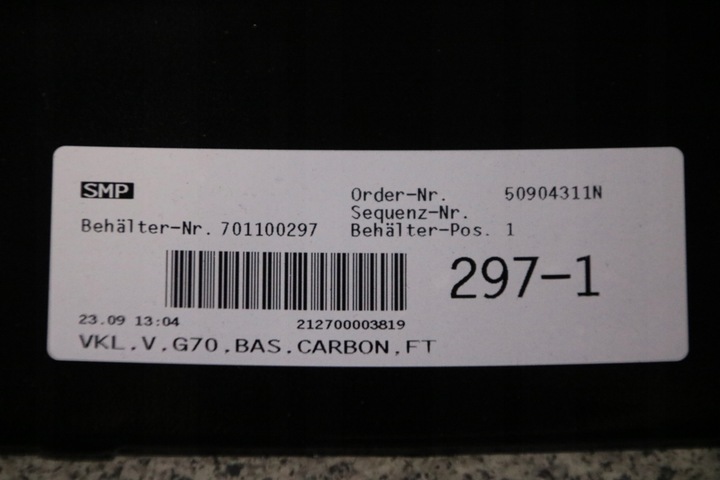 SMP
Order-Nr. 50904311N
Sequenz-Nr.
Behälter-Nr. 701100297 Behälter-Pos. 1
297-1
23.09 13:04 212700003819
VKL.V.G70.BAS.CARBON.FT